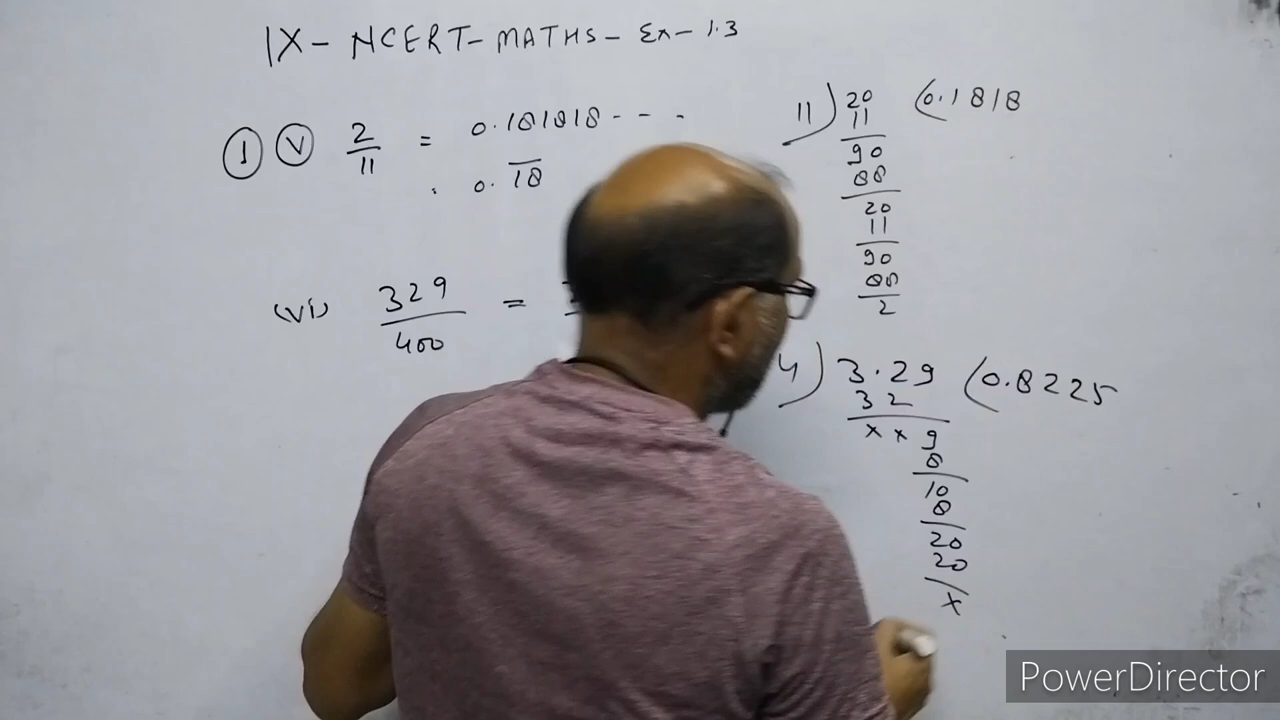 IX - NCERT - MATHS - Ex - 1.3
1 V 2/11 = 0.181818 - - -
. 0.1̅8̅
11 ) 20 ( 0.1818
11
90
88
20
11
90
88
2
(vi) 329/400 =
4 ) 3.29 ( 0.8225
32
x x 9
8
10
8
20
20
x
PowerDirector